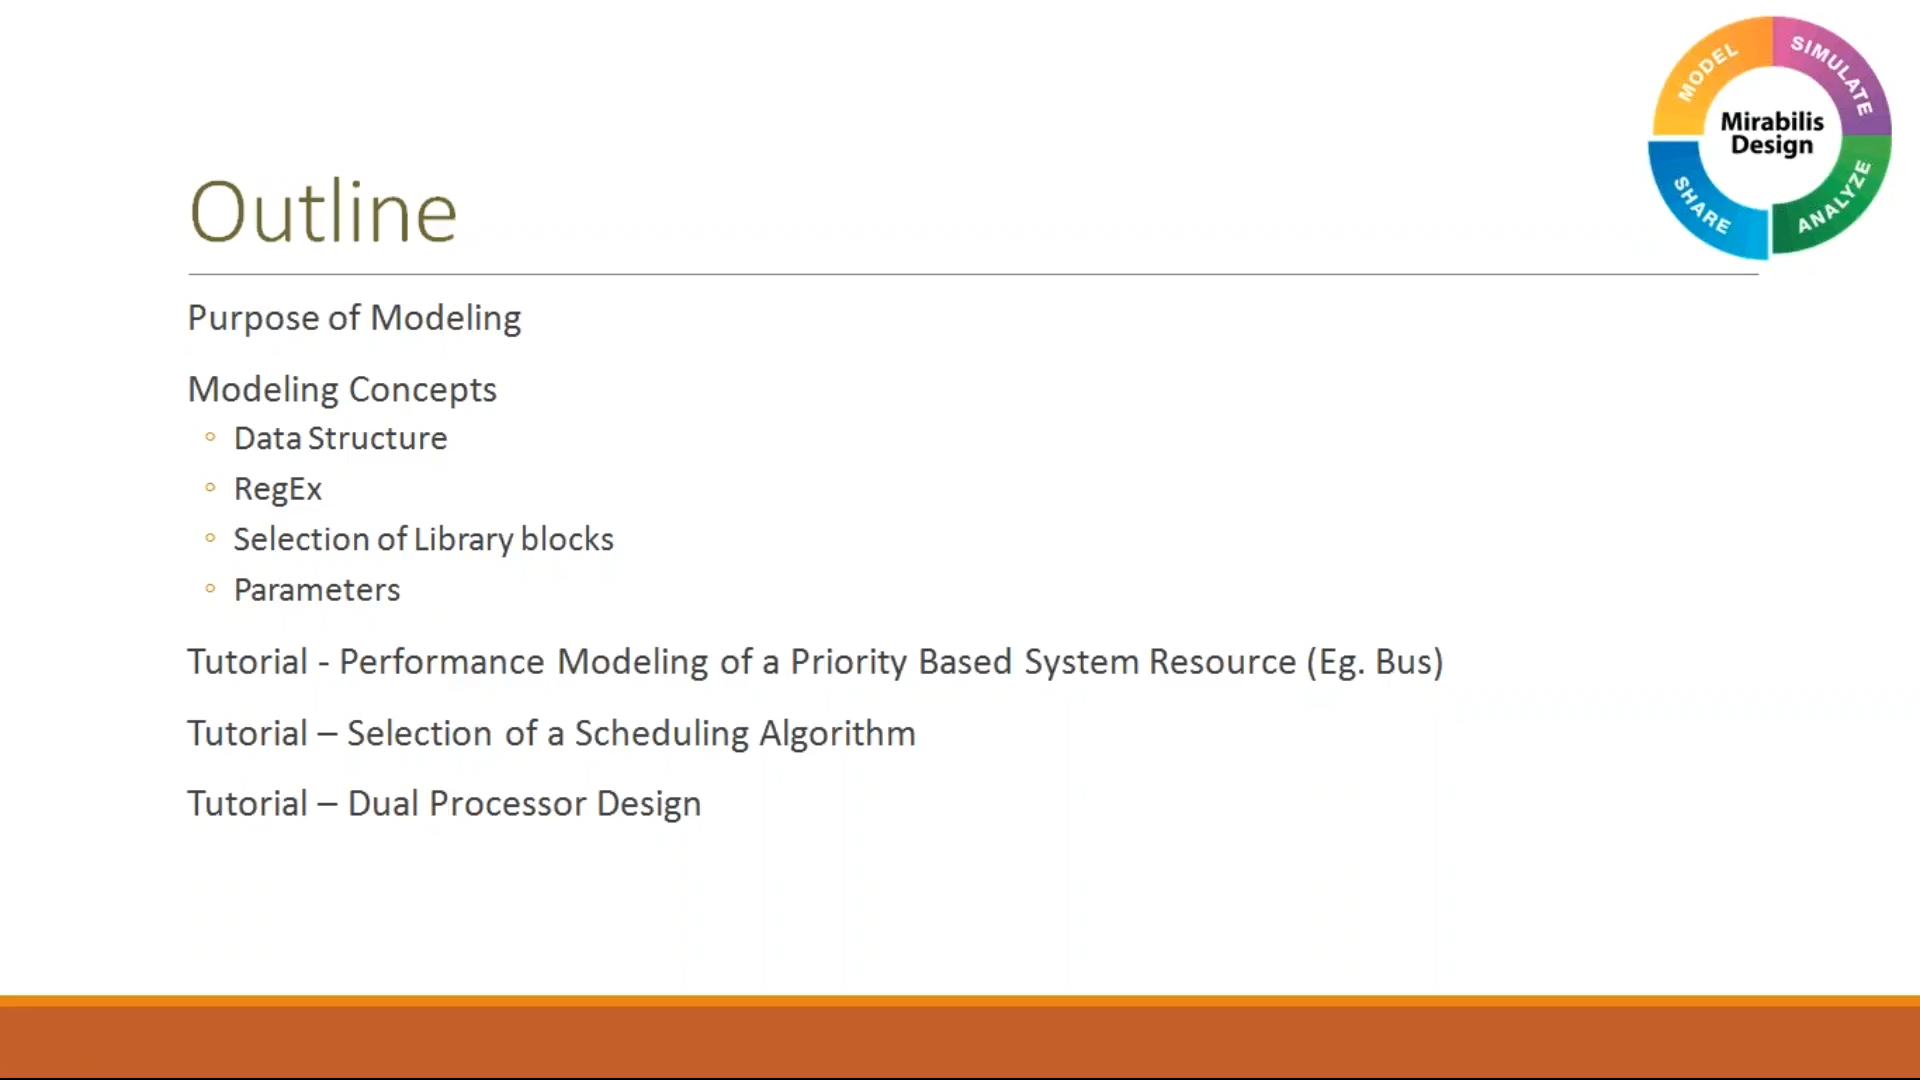 MODEL
SIMULATE
Mirabilis
Design
SHARE
ANALYZE
Outline
Purpose of Modeling
Modeling Concepts
◦ Data Structure
◦ RegEx
◦ Selection of Library blocks
◦ Parameters
Tutorial - Performance Modeling of a Priority Based System Resource (Eg. Bus)
Tutorial – Selection of a Scheduling Algorithm
Tutorial – Dual Processor Design